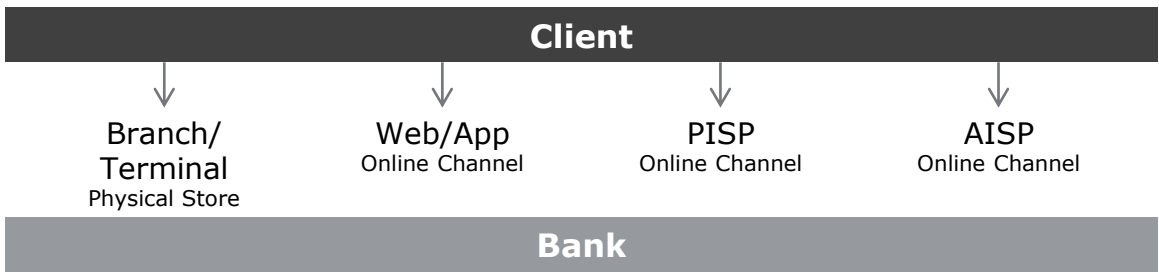 Client
Branch/
Terminal
Physical Store
Web/App
Online Channel
PISP
Online Channel
AISP
Online Channel
Bank